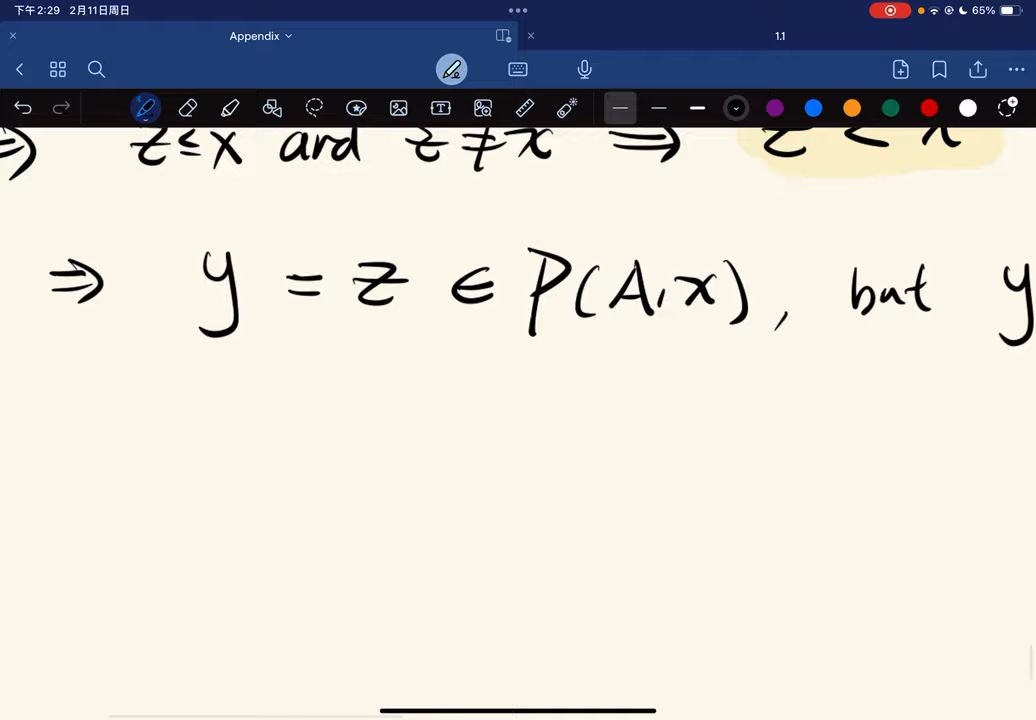 下午2:29 2月11日周日 65%
Appendix 1.1
⇒ z ≤ x and z ≠ x ⇒ z < x
⇒ y = z ∈ P(A, x), but y